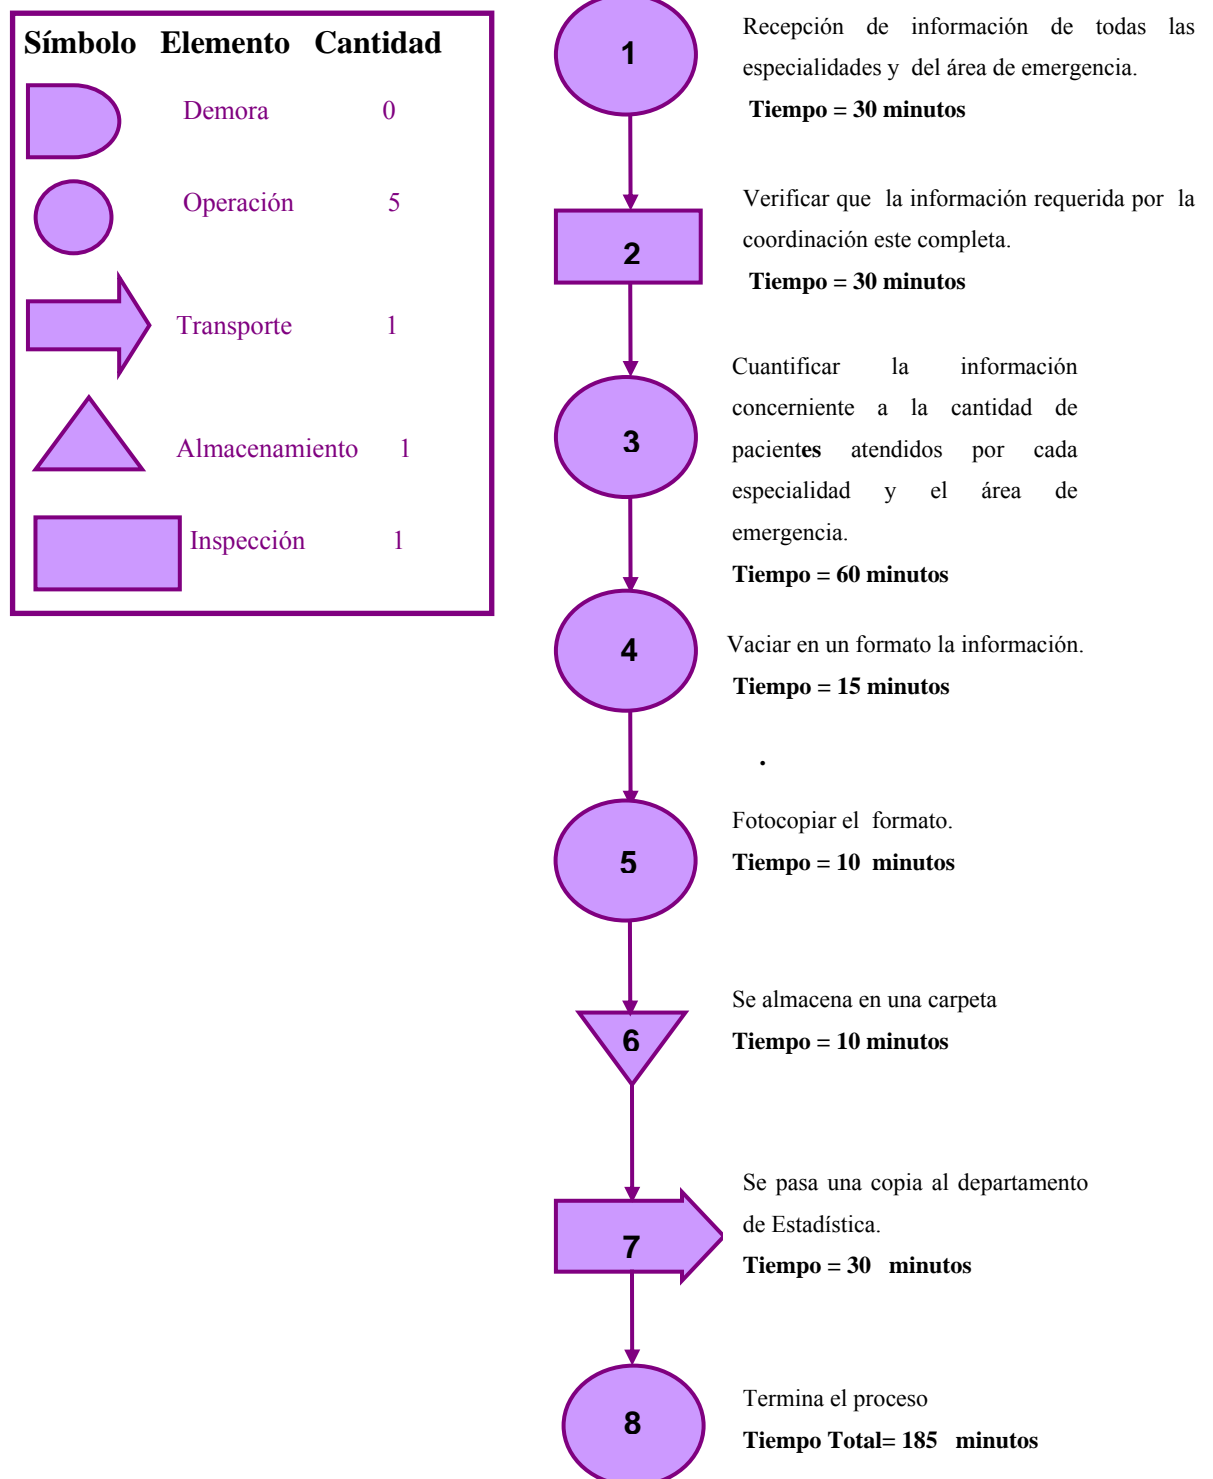 Símbolo Elemento Cantidad
Demora 0
Operación 5
Transporte 1
Almacenamiento 1
Inspección 1
1
Recepción de información de todas las
especialidades y del área de emergencia.
Tiempo = 30 minutos
2
Verificar que la información requerida por la
coordinación este completa.
Tiempo = 30 minutos
3
Cuantificar la información
concerniente a la cantidad de
pacientes atendidos por cada
especialidad y el área de
emergencia.
Tiempo = 60 minutos
4
Vaciar en un formato la información.
Tiempo = 15 minutos
.
5
Fotocopiar el formato.
Tiempo = 10 minutos
6
Se almacena en una carpeta
Tiempo = 10 minutos
7
Se pasa una copia al departamento
de Estadística.
Tiempo = 30 minutos
8
Termina el proceso
Tiempo Total= 185 minutos